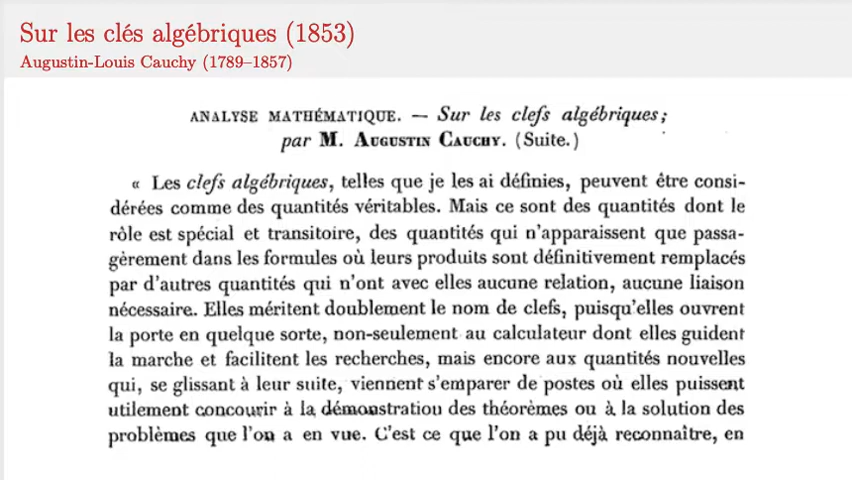 Sur les clés algébriques (1853)
Augustin-Louis Cauchy (1789–1857)
ANALYSE MATHÉMATIQUE. — Sur les clefs algébriques;
par M. AUGUSTIN CAUCHY. (Suite.)
« Les clefs algébriques, telles que je les ai définies, peuvent être consi-
dérées comme des quantités véritables. Mais ce sont des quantités dont le
rôle est spécial et transitoire, des quantités qui n'apparaissent que passa-
gèrement dans les formules où leurs produits sont définitivement remplacés
par d'autres quantités qui n'ont avec elles aucune relation, aucune liaison
nécessaire. Elles méritent doublement le nom de clefs, puisqu'elles ouvrent
la porte en quelque sorte, non-seulement au calculateur dont elles guident
la marche et facilitent les recherches, mais encore aux quantités nouvelles
qui, se glissant à leur suite, viennent s'emparer de postes où elles puissent
utilement concourir à la démonstration des théorèmes ou à la solution des
problèmes que l'on a en vue. C'est ce que l'on a pu déjà reconnaître, en